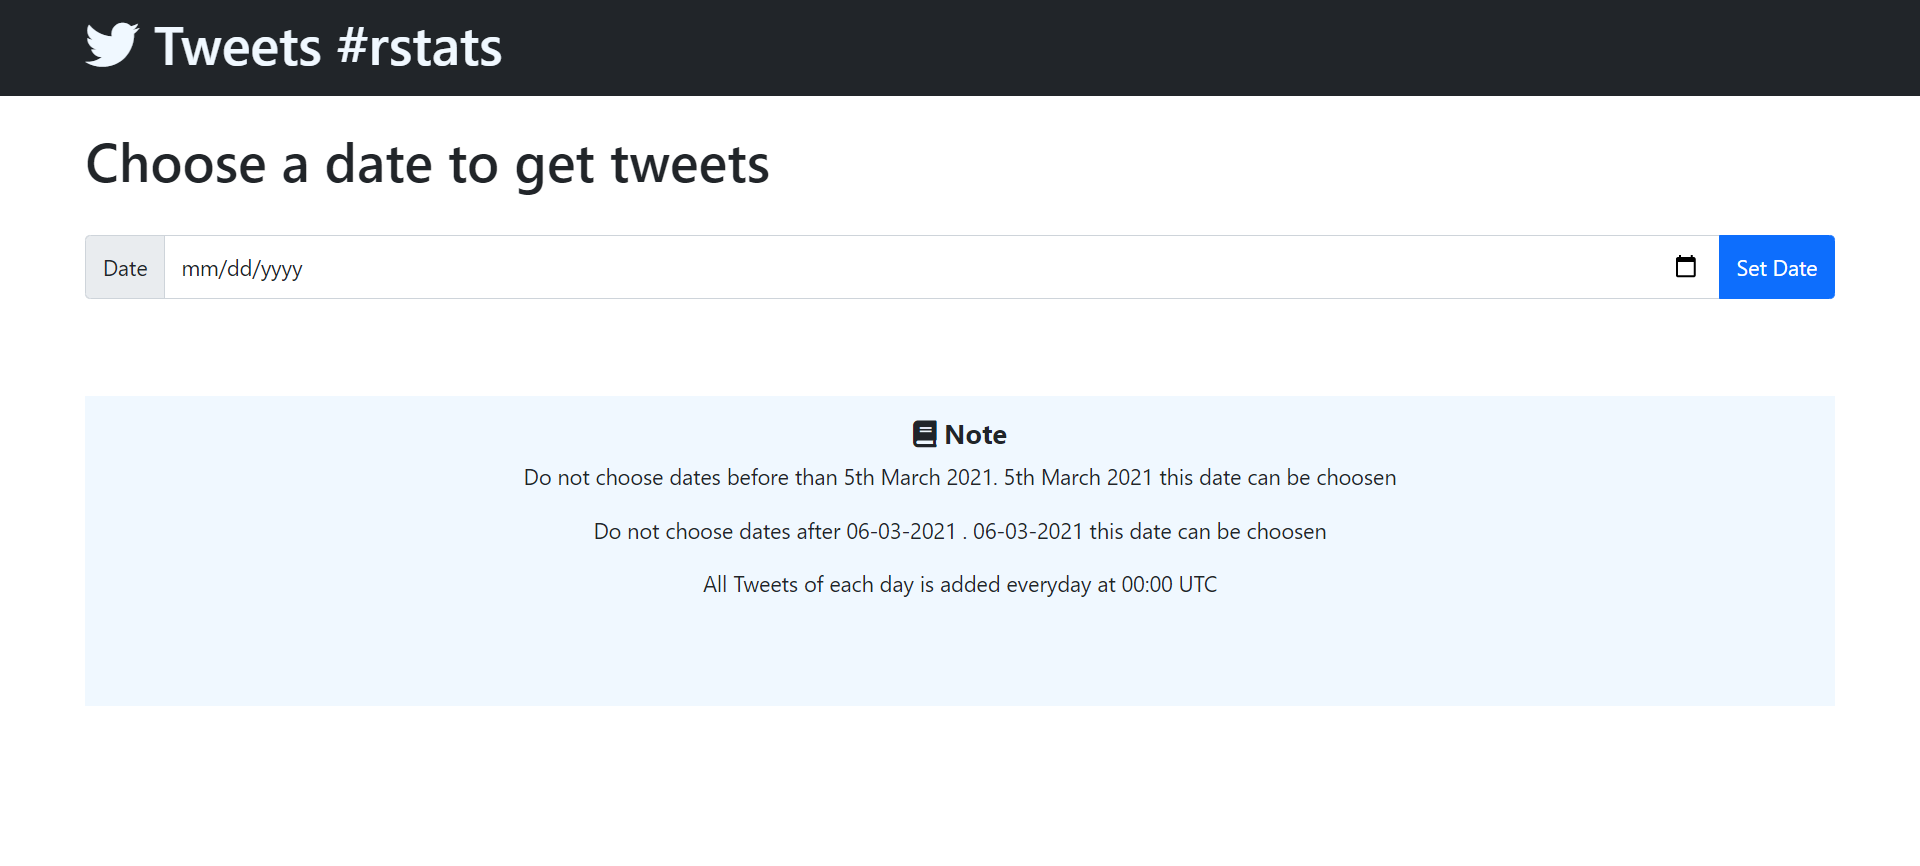 Tweets #rstats
Choose a date to get tweets
Date mm/dd/yyyy Set Date
Note
Do not choose dates before than 5th March 2021. 5th March 2021 this date can be choosen
Do not choose dates after 06-03-2021 . 06-03-2021 this date can be choosen
All Tweets of each day is added everyday at 00:00 UTC